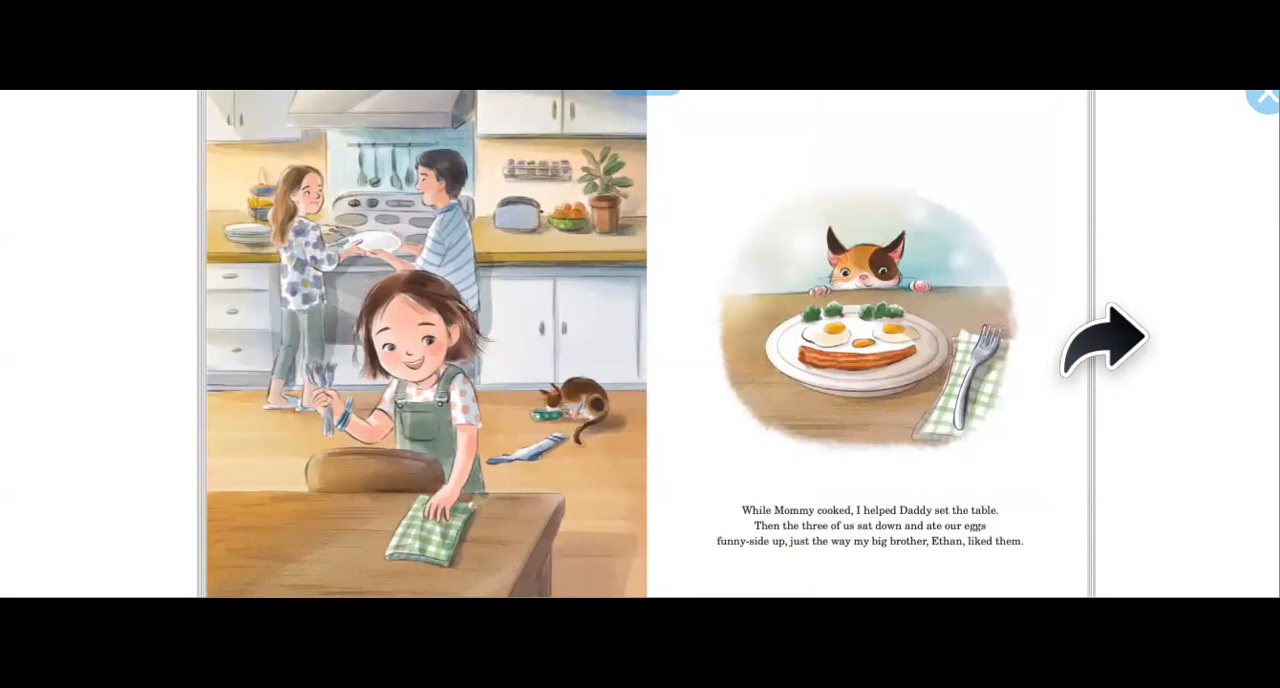 While Mommy cooked, I helped Daddy set the table.
Then the three of us sat down and ate our eggs
funny-side up, just the way my big brother, Ethan, liked them.